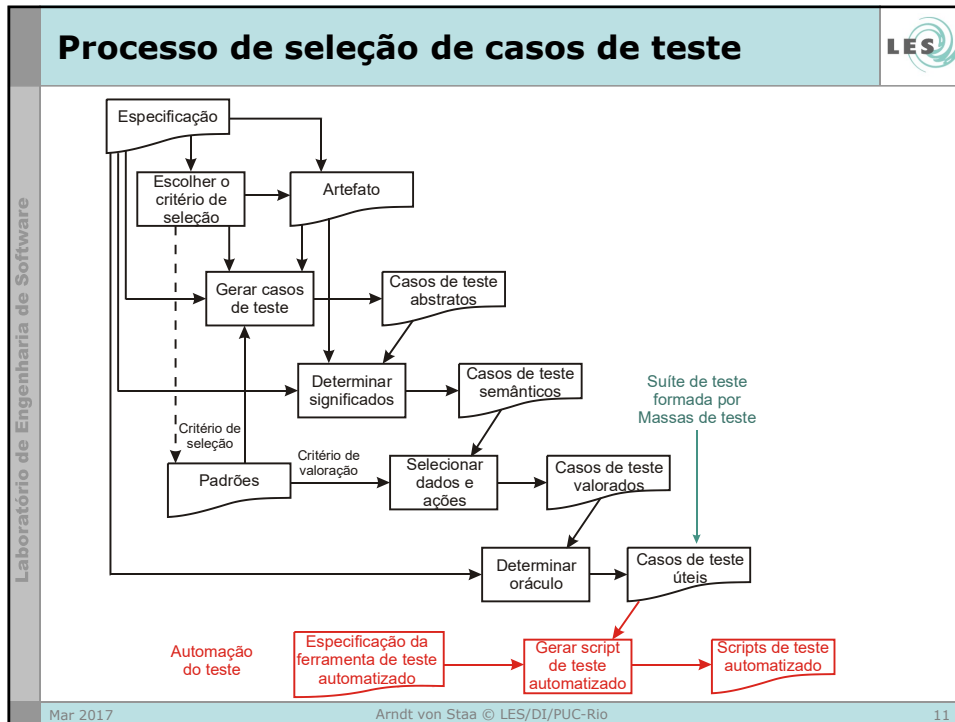 Processo de seleção de casos de teste
LES
Laboratório de Engenharia de Software
Especificação
Escolher o
critério de
seleção
Artefato
Gerar casos
de teste
Casos de teste
abstratos
Determinar
significados
Casos de teste
semânticos
Suíte de teste
formada por
Massas de teste
Critério de
seleção
Padrões
Critério de
valoração
Selecionar
dados e
ações
Casos de teste
valorados
Determinar
oráculo
Casos de teste
úteis
Automação
do teste
Especificação da
ferramenta de teste
automatizado
Gerar script
de teste
automatizado
Scripts de teste
automatizado
Mar 2017
Arndt von Staa © LES/DI/PUC-Rio
11